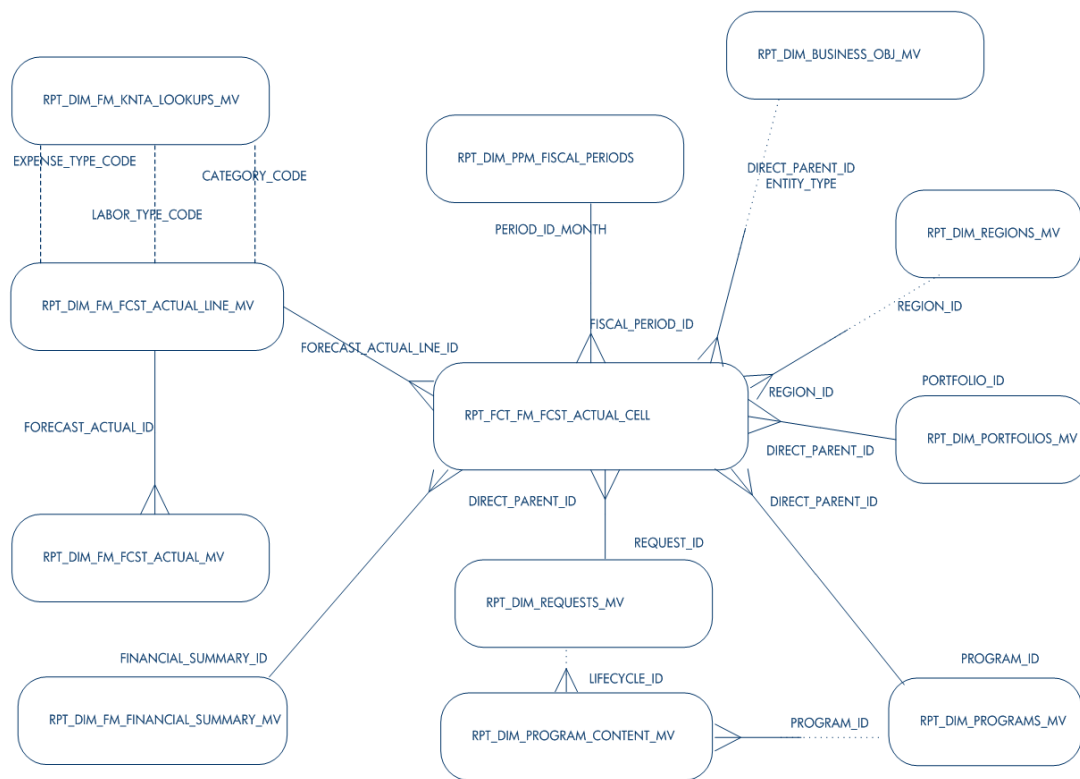 RPT_DIM_BUSINESS_OBJ_MV
RPT_DIM_FM_KNTA_LOOKUPS_MV
EXPENSE_TYPE_CODE
CATEGORY_CODE
LABOR_TYPE_CODE
RPT_DIM_PPM_FISCAL_PERIODS
DIRECT_PARENT_ID
ENTITY_TYPE
PERIOD_ID_MONTH
RPT_DIM_REGIONS_MV
RPT_DIM_FM_FCST_ACTUAL_LINE_MV
REGION_ID
FISCAL_PERIOD_ID
FORECAST_ACTUAL_LNE_ID
PORTFOLIO_ID
REGION_ID
RPT_FCT_FM_FCST_ACTUAL_CELL
FORECAST_ACTUAL_ID
RPT_DIM_PORTFOLIOS_MV
DIRECT_PARENT_ID
DIRECT_PARENT_ID
DIRECT_PARENT_ID
REQUEST_ID
RPT_DIM_FM_FCST_ACTUAL_MV
RPT_DIM_REQUESTS_MV
FINANCIAL_SUMMARY_ID
PROGRAM_ID
LIFECYCLE_ID
RPT_DIM_FM_FINANCIAL_SUMMARY_MV
RPT_DIM_PROGRAM_CONTENT_MV
PROGRAM_ID
RPT_DIM_PROGRAMS_MV